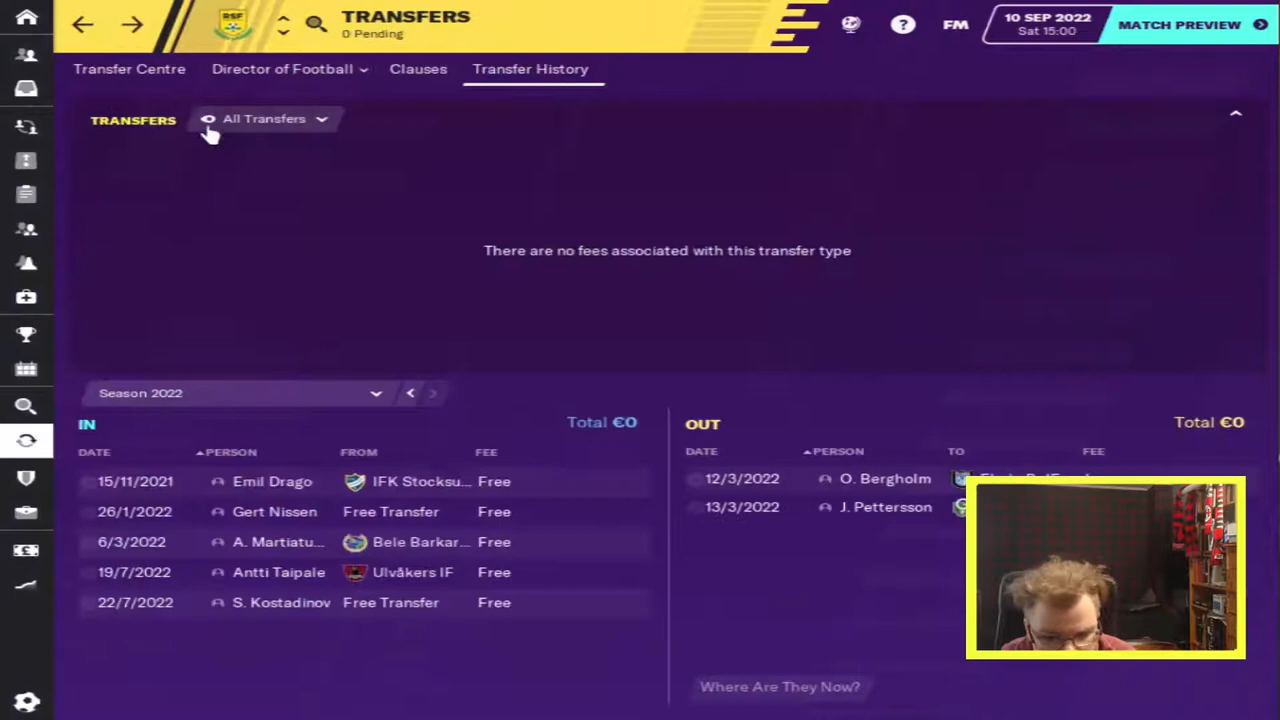 RSF
TRANSFERS
0 Pending
FM
10 SEP 2022
Sat 15:00
MATCH PREVIEW
Transfer Centre
Director of Football
Clauses
Transfer History
TRANSFERS
All Transfers
There are no fees associated with this transfer type
Season 2022
IN
Total €0
DATE PERSON FROM FEE
15/11/2021 Emil Drago IFK Stocksu... Free
26/1/2022 Gert Nissen Free Transfer Free
6/3/2022 A. Martiatu... Bele Barkar... Free
19/7/2022 Antti Taipale Ulvåkers IF Free
22/7/2022 S. Kostadinov Free Transfer Free
OUT
Total €0
DATE PERSON TO FEE
12/3/2022 O. Bergholm
13/3/2022 J. Pettersson
Where Are They Now?